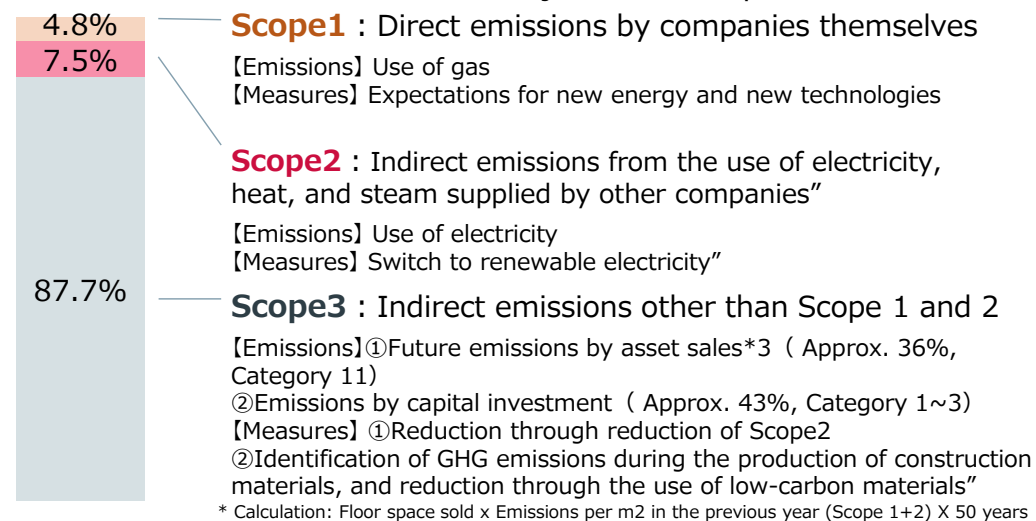 4.8%
7.5%
87.7%
Scope1：Direct emissions by companies themselves
【Emissions】 Use of gas
【Measures】 Expectations for new energy and new technologies
Scope2：Indirect emissions from the use of electricity,
heat, and steam supplied by other companies”
【Emissions】 Use of electricity
【Measures】 Switch to renewable electricity”
Scope3：Indirect emissions other than Scope 1 and 2
【Emissions】①Future emissions by asset sales*3（ Approx. 36%,
Category 11）
②Emissions by capital investment（ Approx. 43%, Category 1~3）
【Measures】 ①Reduction through reduction of Scope2
②Identification of GHG emissions during the production of construction
materials, and reduction through the use of low-carbon materials”
* Calculation: Floor space sold x Emissions per m2 in the previous year (Scope 1+2) X 50 years